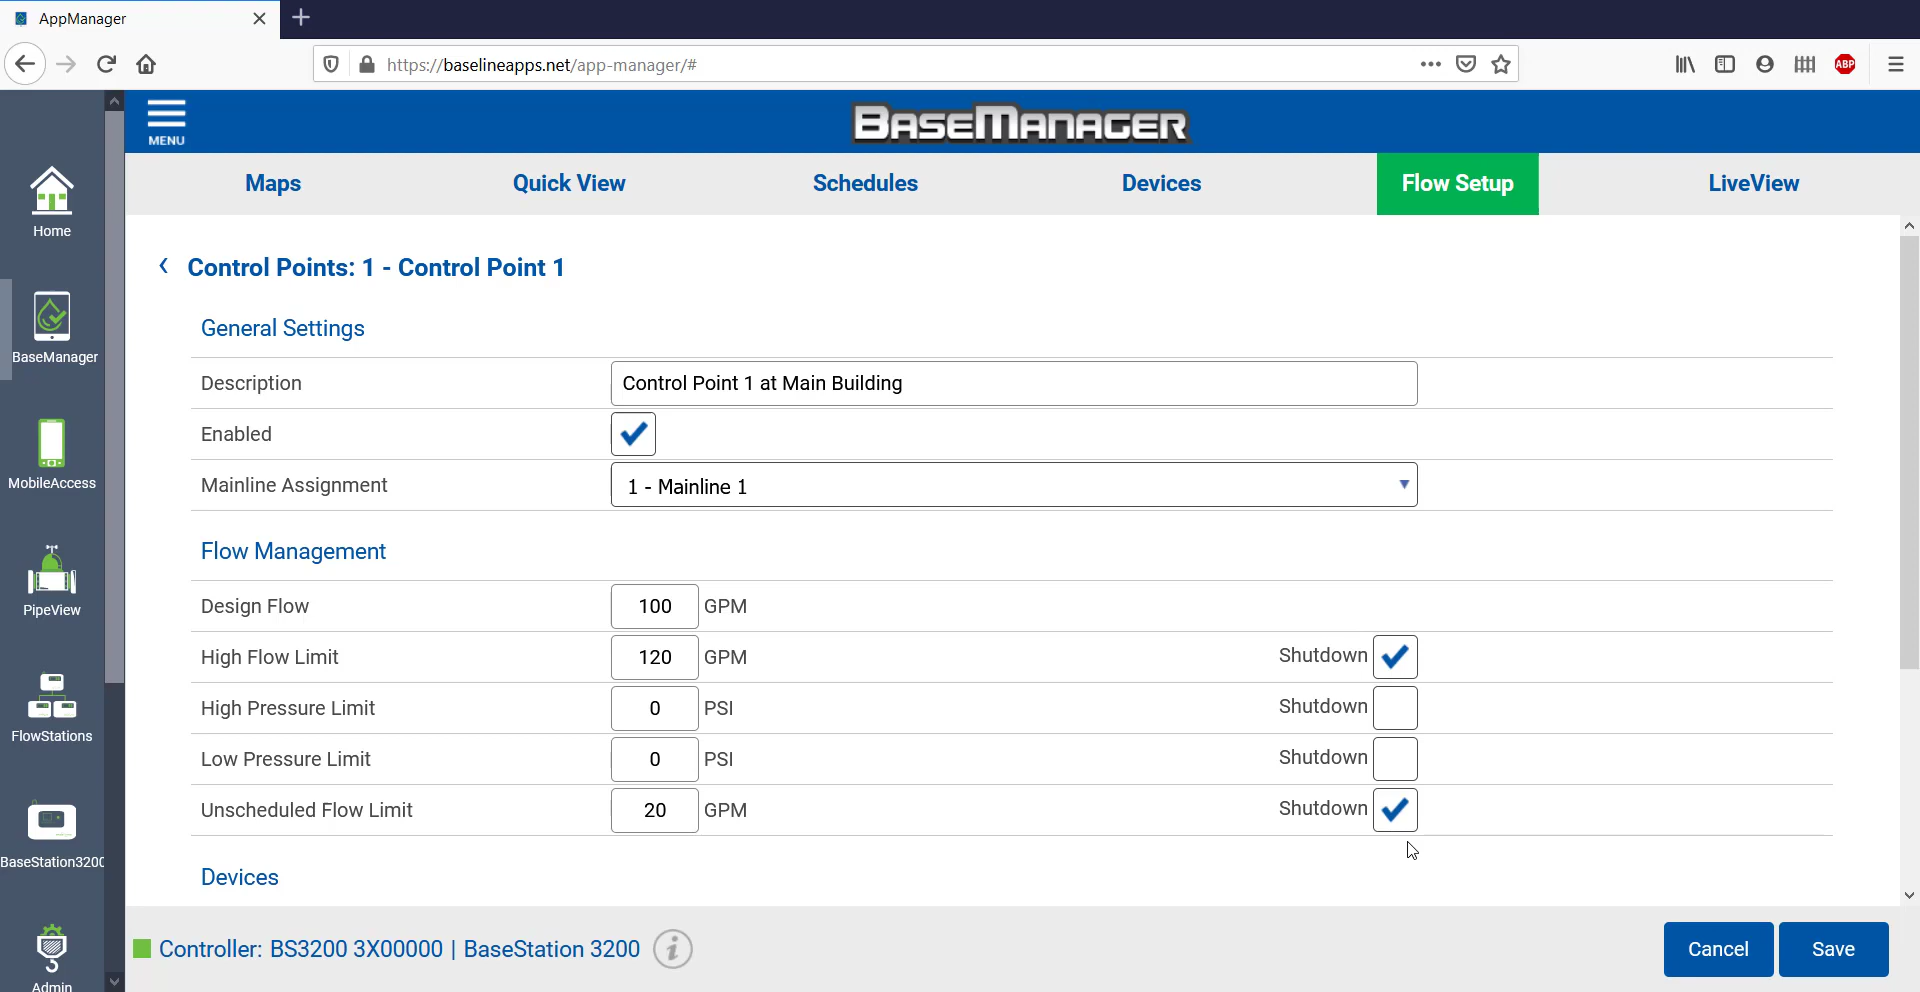 AppManager
https://baselineapps.net/app-manager/#
ABP
MENU
BaseManager
Maps Quick View Schedules Devices Flow Setup LiveView
Home
BaseManager
MobileAccess
PipeView
FlowStations
BaseStation3200
Admin
Control Points: 1 - Control Point 1
General Settings
Description Control Point 1 at Main Building
Enabled
Mainline Assignment 1 - Mainline 1
Flow Management
Design Flow 100 GPM
High Flow Limit 120 GPM Shutdown
High Pressure Limit 0 PSI Shutdown
Low Pressure Limit 0 PSI Shutdown
Unscheduled Flow Limit 20 GPM Shutdown
Devices
Controller: BS3200 3X00000 | BaseStation 3200 i
Cancel Save